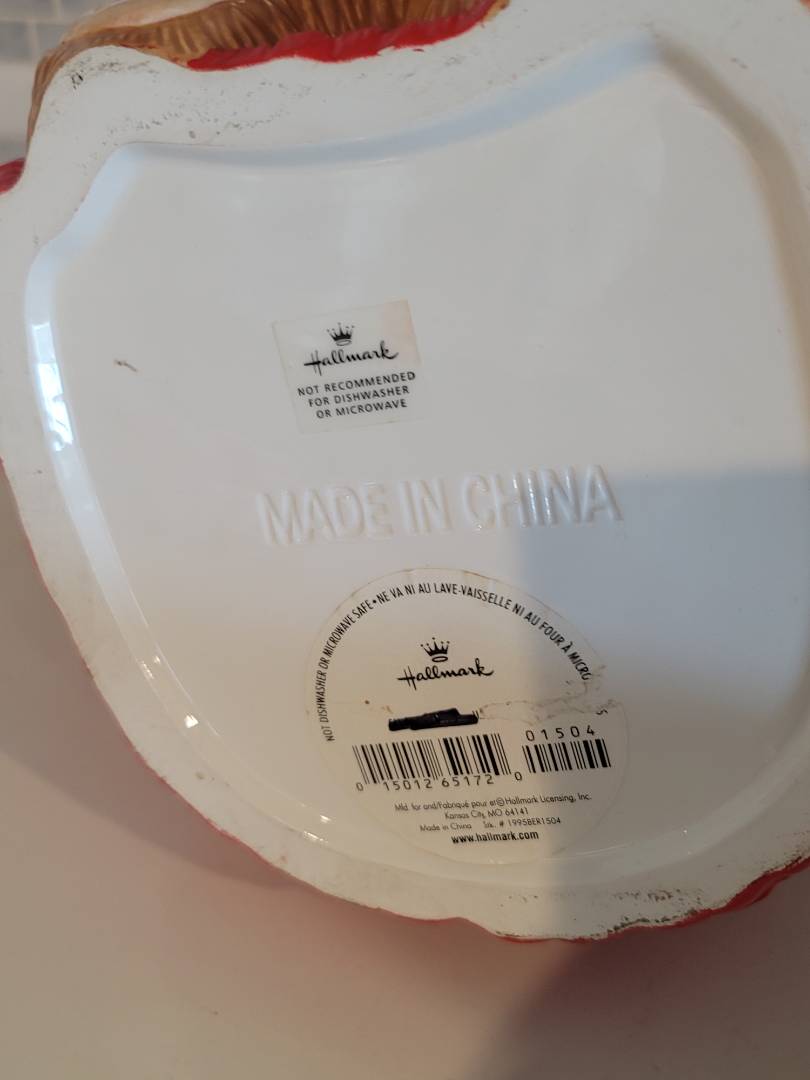 Hallmark
NOT RECOMMENDED
FOR DISHWASHER
OR MICROWAVE
MADE IN CHINA
NOT DISHWASHER OR MICROWAVE SAFE • NE VA NI AU LAVE-VAISSELLE NI AU FOUR À MICRO
S
Hallmark
01504
0 15012 65172 0
Mfd. for and/Fabriqué pour et © Hallmark Licensing, Inc.
Kansas City, MO 64141
Made in China # 1995BER1504
www.hallmark.com